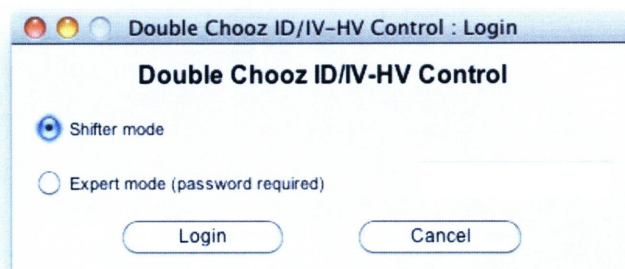 Double Chooz ID/IV-HV Control : Login
Double Chooz ID/IV-HV Control
Shifter mode
Expert mode (password required)
Login Cancel